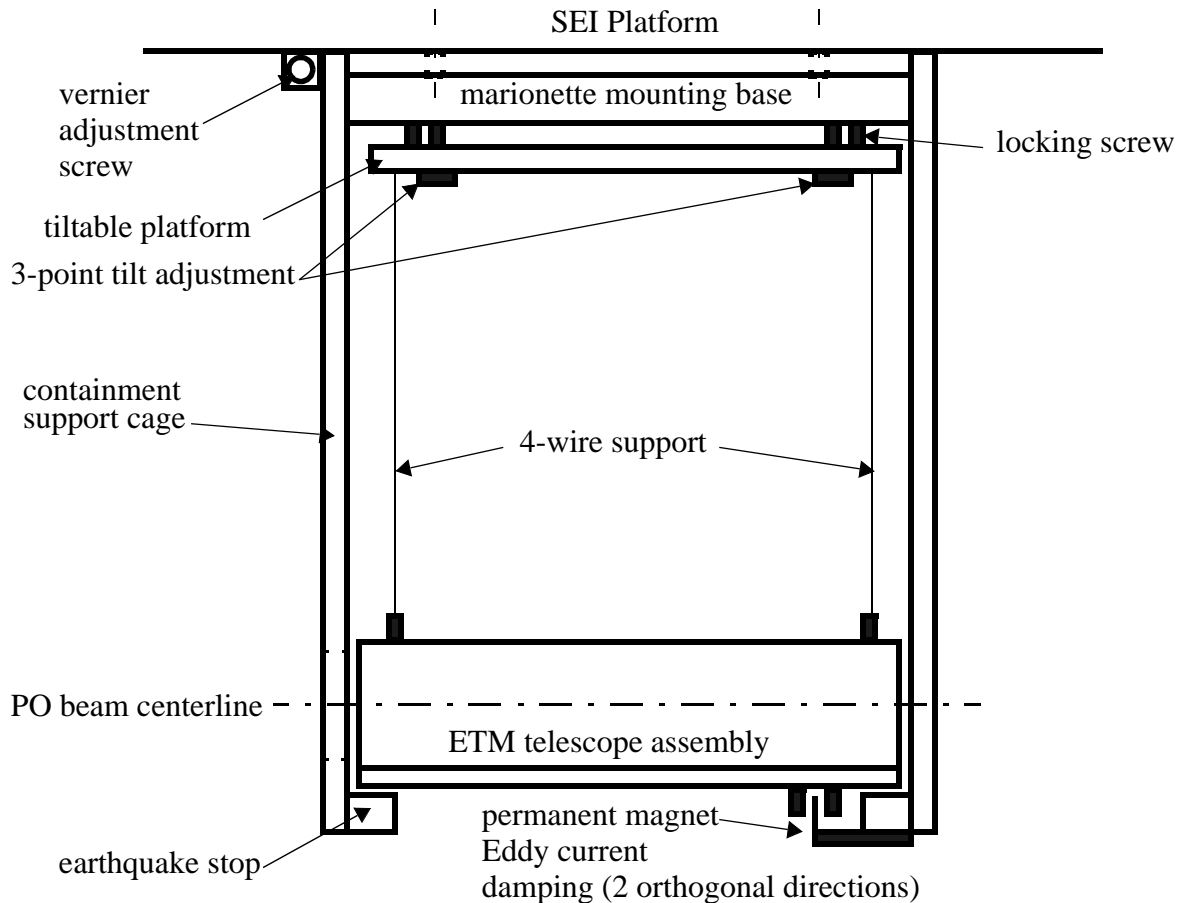 SEI Platform
marionette mounting base
vernier
adjustment
screw
locking screw
tiltable platform
3-point tilt adjustment
containment
support cage
4-wire support
PO beam centerline
ETM telescope assembly
permanent magnet
Eddy current
damping (2 orthogonal directions)
earthquake stop